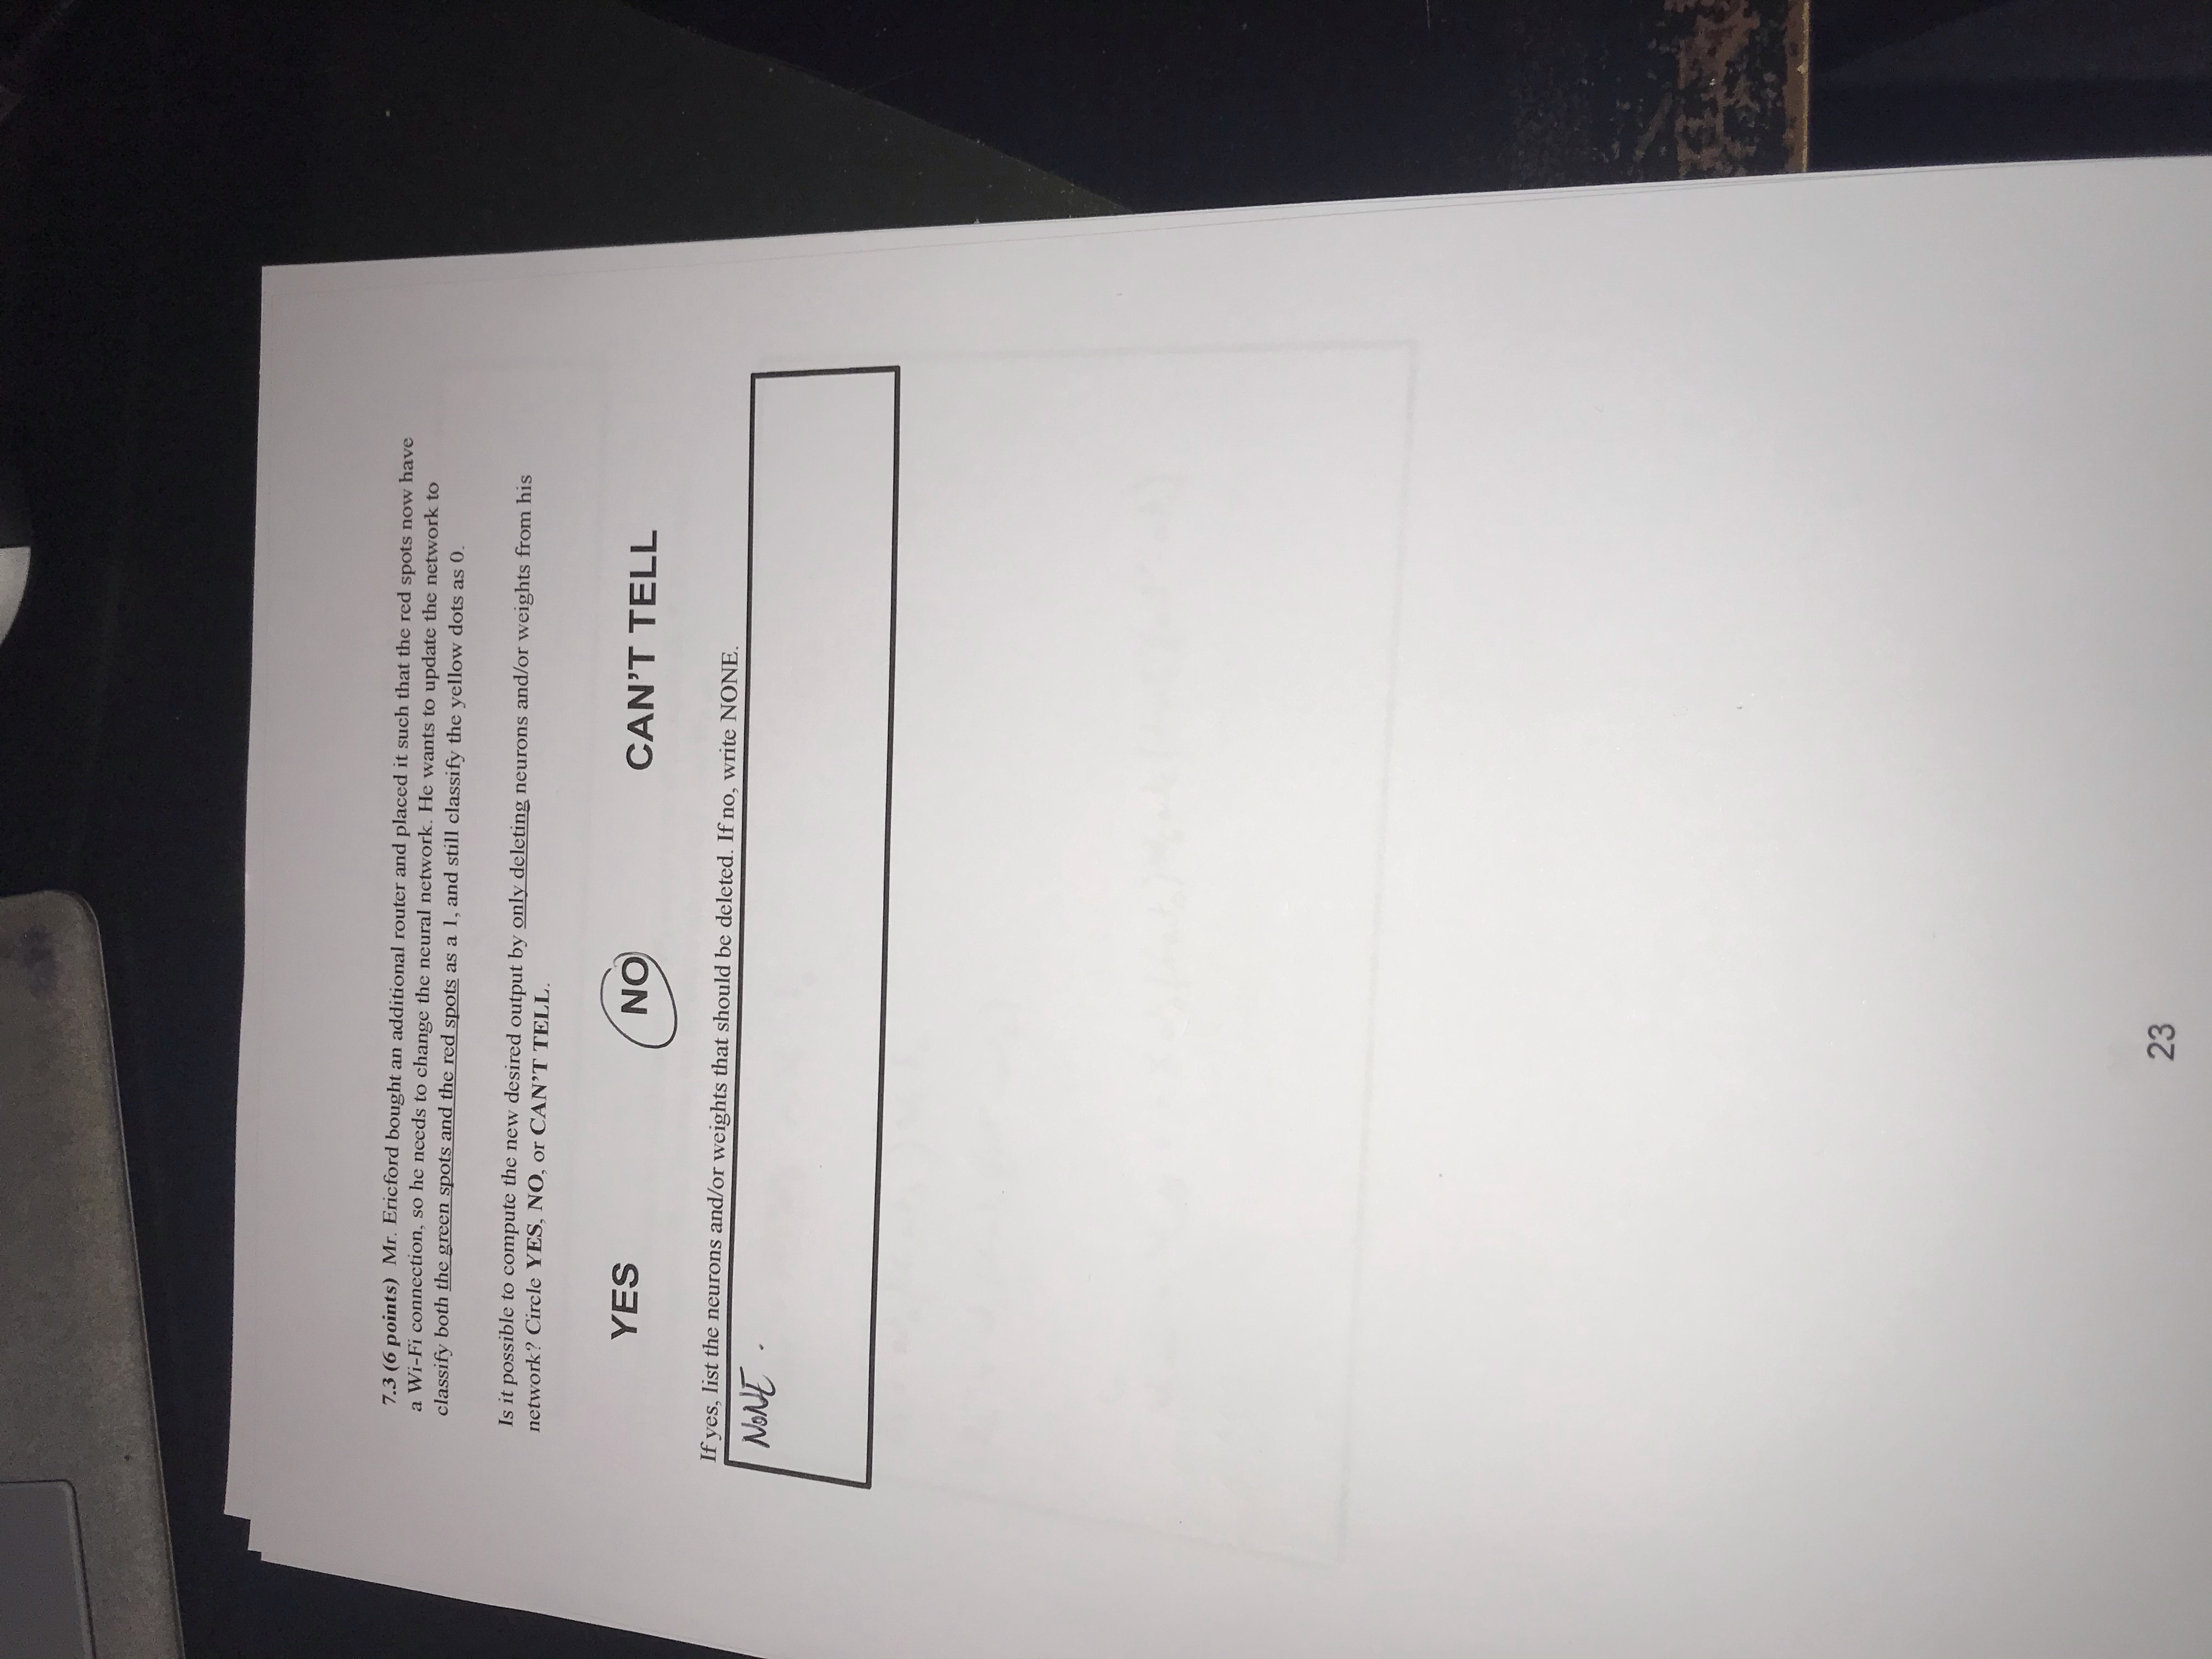 7.3 (6 points) Mr. Ericford bought an additional router and placed it such that the red spots now have
a Wi-Fi connection, so he needs to change the neural network. He wants to update the network to
classify both the green spots and the red spots as a 1, and still classify the yellow dots as 0.
Is it possible to compute the new desired output by only deleting neurons and/or weights from his
network? Circle YES, NO, or CAN'T TELL.
YES NO CAN'T TELL
If yes, list the neurons and/or weights that should be deleted. If no, write NONE.
NONE .
23